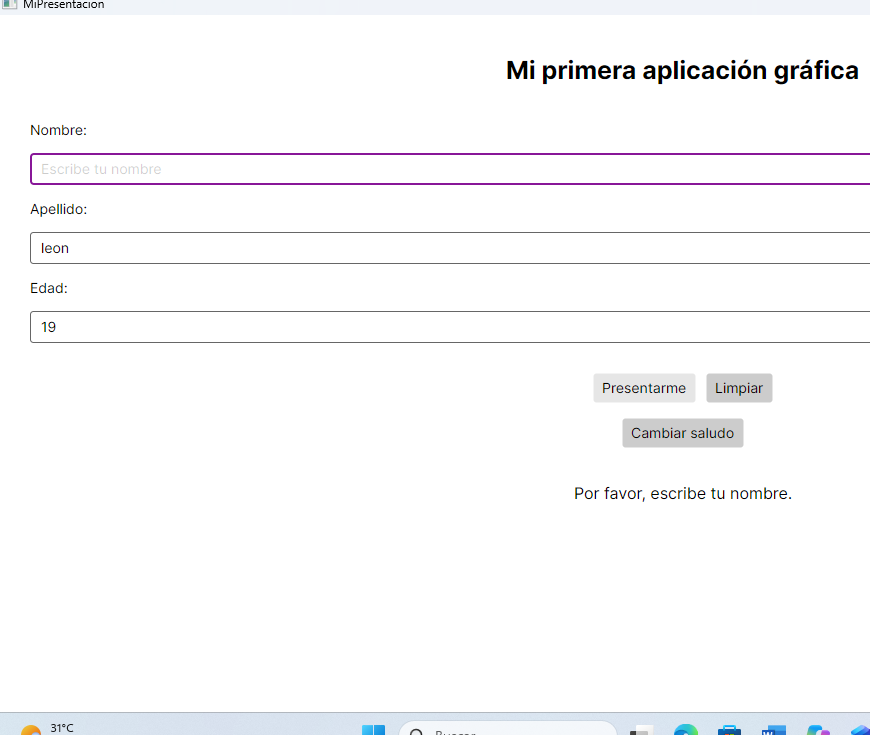 MiPresentacion
Mi primera aplicación gráfica
Nombre:
Escribe tu nombre
Apellido:
leon
Edad:
19
Presentarme Limpiar
Cambiar saludo
Por favor, escribe tu nombre.
31°C
Buscar